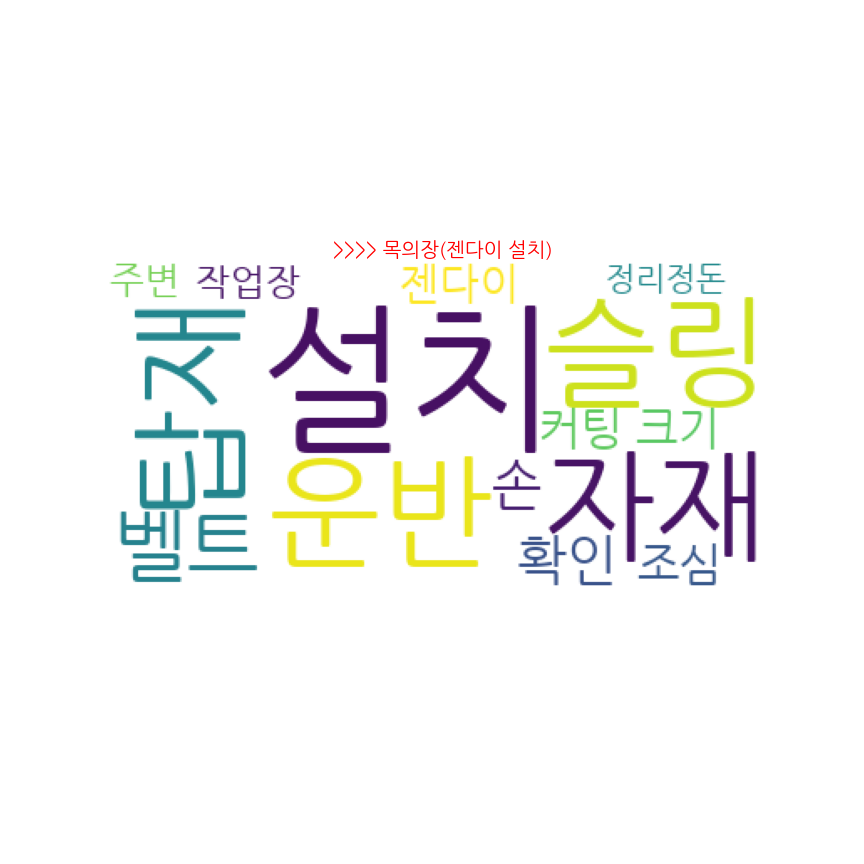 >>>> 목의장(젠다이 설치)
주변 작업장 젠다이 정리정돈
탑재 설치 슬링
커팅 크기
벨트 운반 손 자재
확인 조심